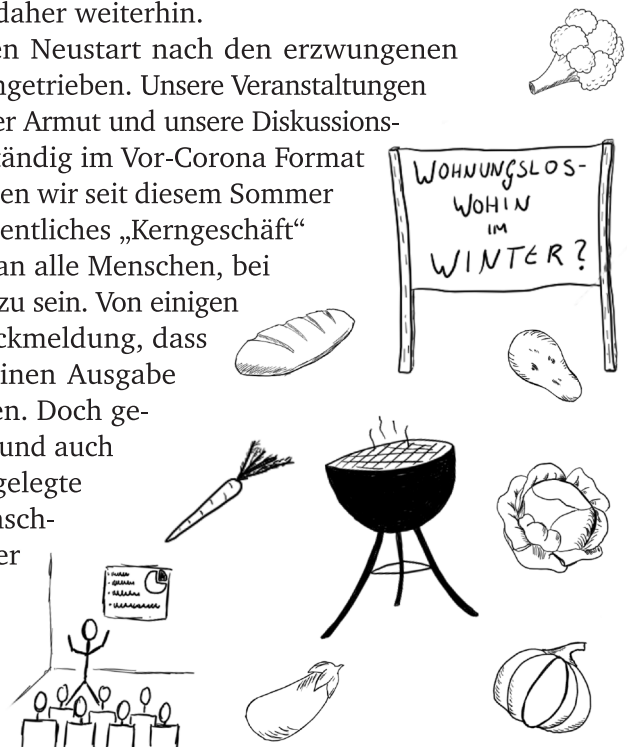 daher weiterhin.
en Neustart nach den erzwungenen
ngetrieben. Unsere Veranstaltungen
er Armut und unsere Diskussions-
tändig im Vor-Corona Format
en wir seit diesem Sommer
entliches „Kerngeschäft“
an alle Menschen, bei
zu sein. Von einigen
ckmeldung, dass
inen Ausgabe
en. Doch ge-
und auch
gelegte
nsch-
er
WOHNUNGSLOS-
WOHIN
IM
WINTER?